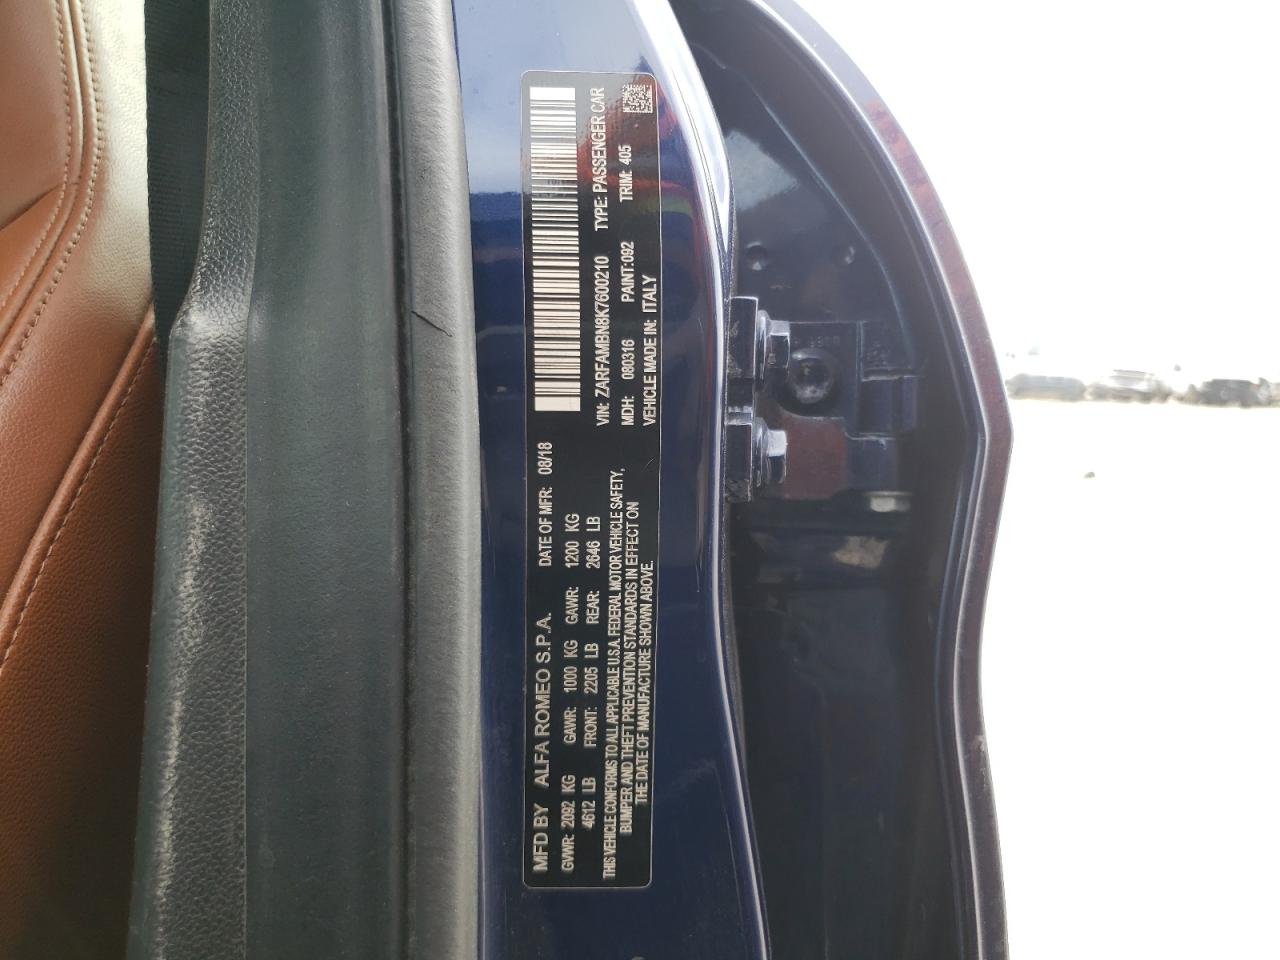 MFD BY ALFA ROMEO S.P.A. DATE OF MFR: 08/18
GVWR: 2092 KG GAWR: 1000 KG GAWR: 1200 KG
4612 LB FRONT: 2205 LB REAR: 2646 LB
THIS VEHICLE CONFORMS TO ALL APPLICABLE U.S.A. FEDERAL MOTOR VEHICLE SAFETY,
BUMPER AND THEFT PREVENTION STANDARDS IN EFFECT ON
THE DATE OF MANUFACTURE SHOWN ABOVE.
VIN: ZARFAMBN8K7600210 TYPE: PASSENGER CAR
MDH: 080316 PAINT:092 TRIM: 405
VEHICLE MADE IN: ITALY